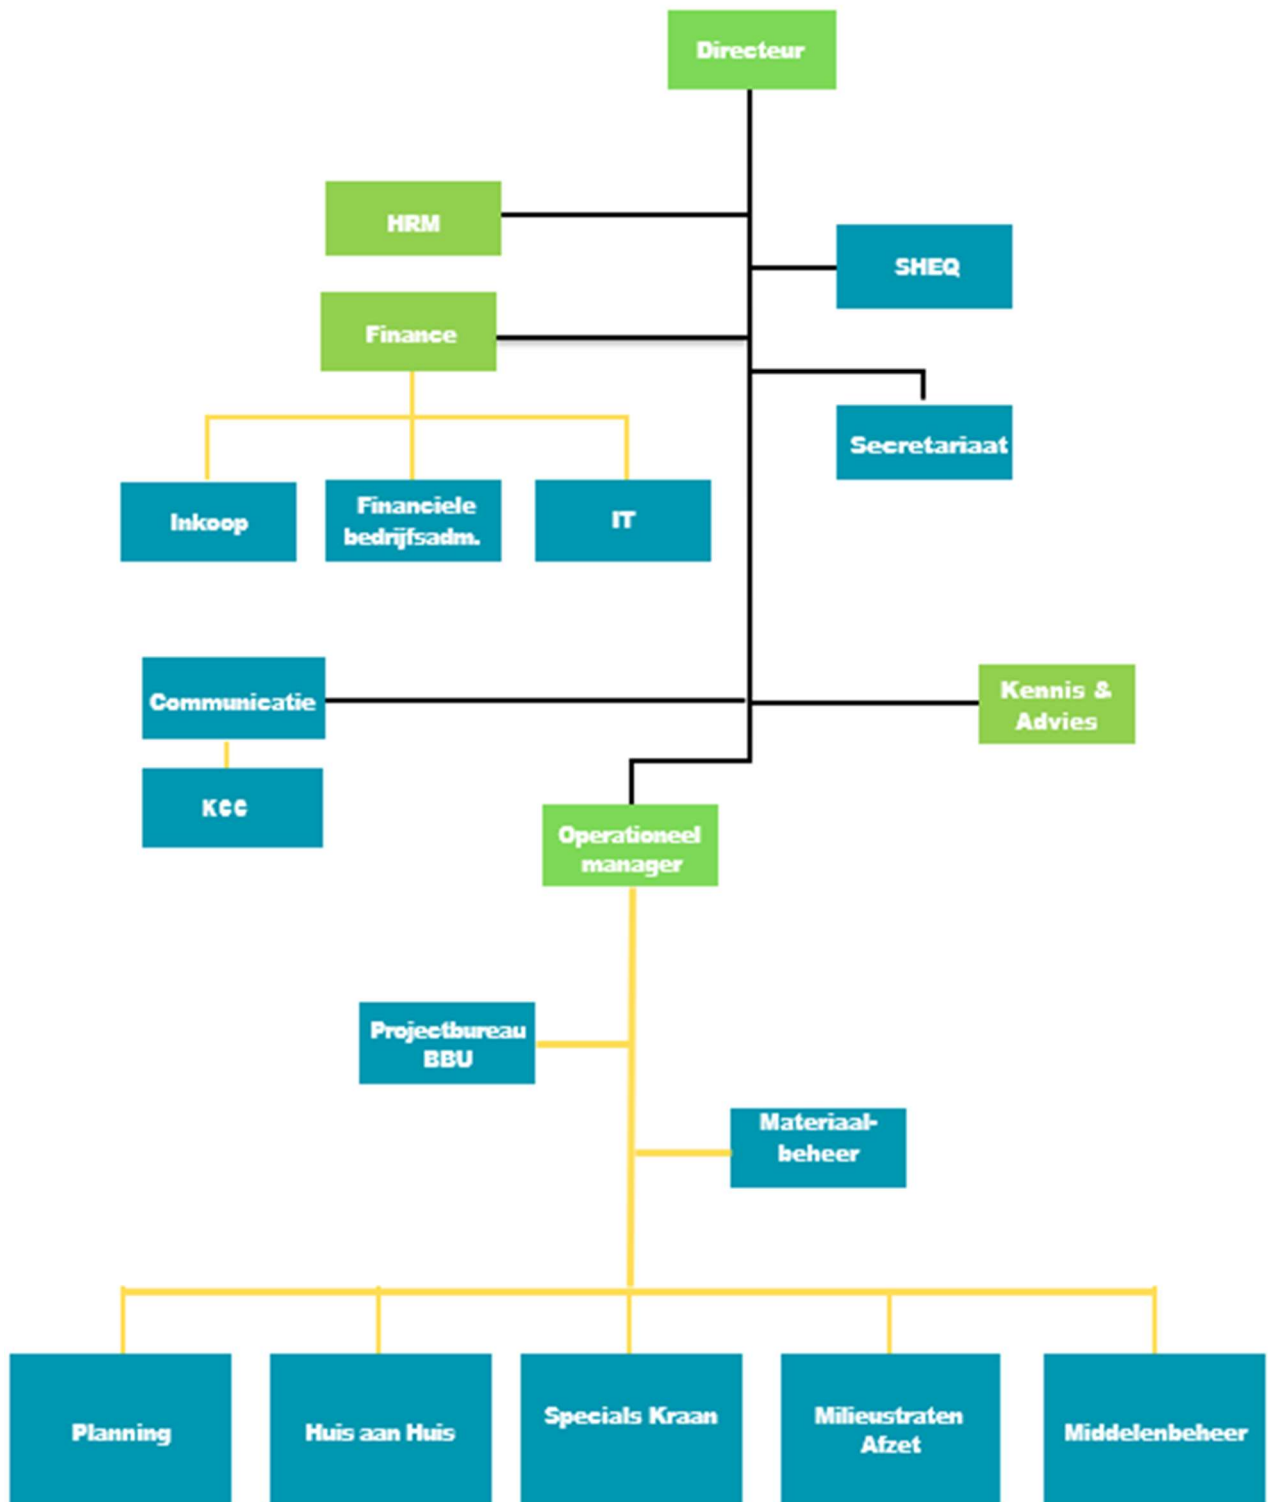 Directeur
HRM
SHEQ
Finance
Secretariaat
Inkoop
Financiele
bedrijfsadm.
IT
Communicatie
Kennis &
Advies
KCC
Operationeel
manager
Projectbureau
BBU
Materiaal-
beheer
Planning
Huis aan Huis
Specials Kraan
Milieustraten
Afzet
Middelenbeheer